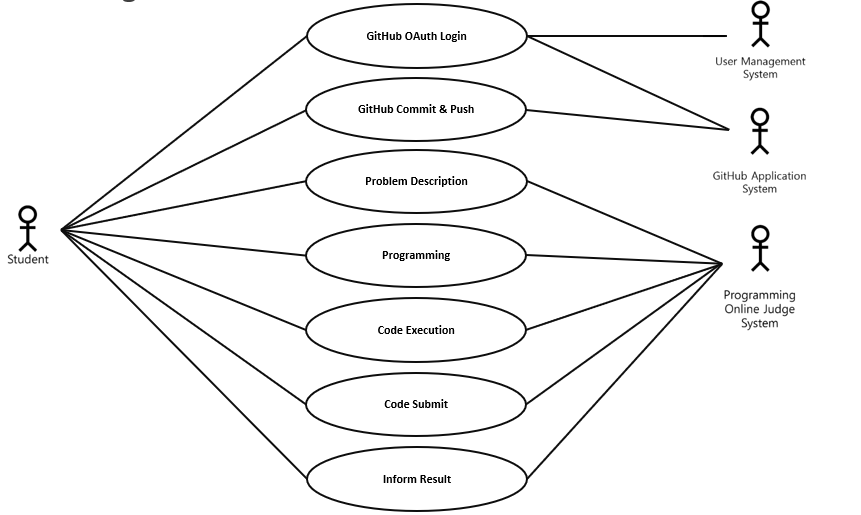 GitHub OAuth Login
User Management
System
GitHub Commit & Push
GitHub Application
System
Problem Description
Student
Programming
Programming
Online Judge
System
Code Execution
Code Submit
Inform Result